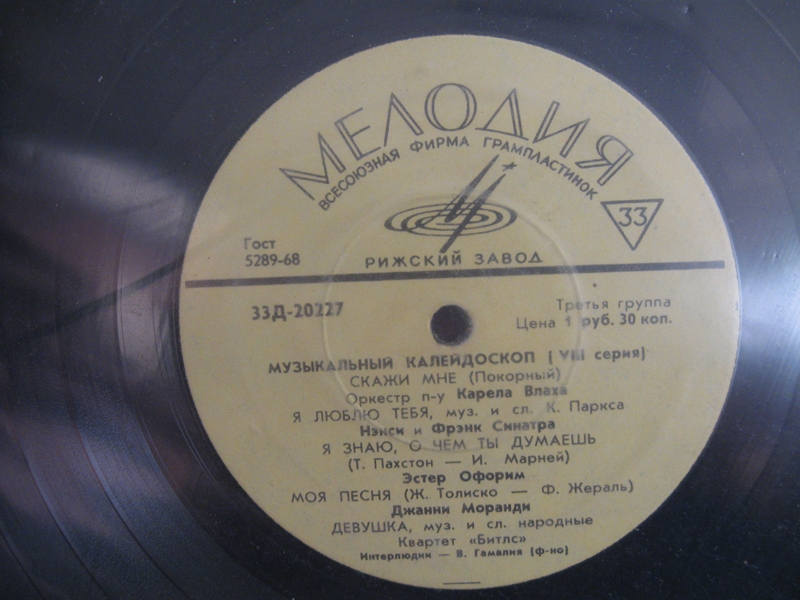 МЕЛОДИЯ
ВСЕСОЮЗНАЯ ФИРМА ГРАМПЛАСТИНОК
33
Гост
5289-68
РИЖСКИЙ ЗАВОД
33Д-20227
Третья группа
Цена 1 руб. 30 коп.
МУЗЫКАЛЬНЫЙ КАЛЕЙДОСКОП ( VIII серия)
СКАЖИ МНЕ (Покорный)
Оркестр п-у Карела Влаха
Я ЛЮБЛЮ ТЕБЯ, муз. и сл. К. Паркса
Нэнси и Фрэнк Синатра
Я ЗНАЮ, О ЧЕМ ТЫ ДУМАЕШЬ
(Т. Пахстон — И. Марней)
Эстер Офорим
МОЯ ПЕСНЯ (Ж. Толиско — Ф. Жераль)
Джанни Моранди
ДЕВУШКА, муз. и сл. народные
Квартет «Битлс»
Интерлюдии — В. Гамалия (ф-но)